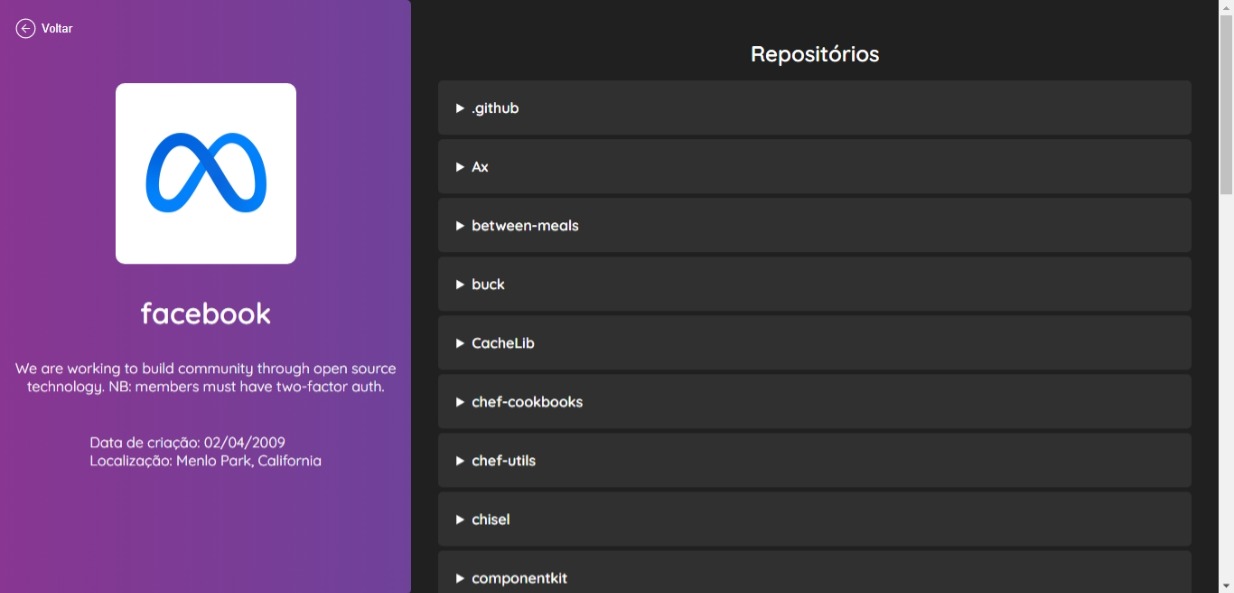 Voltar
facebook
We are working to build community through open source
technology. NB: members must have two-factor auth.
Data de criação: 02/04/2009
Localização: Menlo Park, California
Repositórios
.github
Ax
between-meals
buck
CacheLib
chef-cookbooks
chef-utils
chisel
componentkit